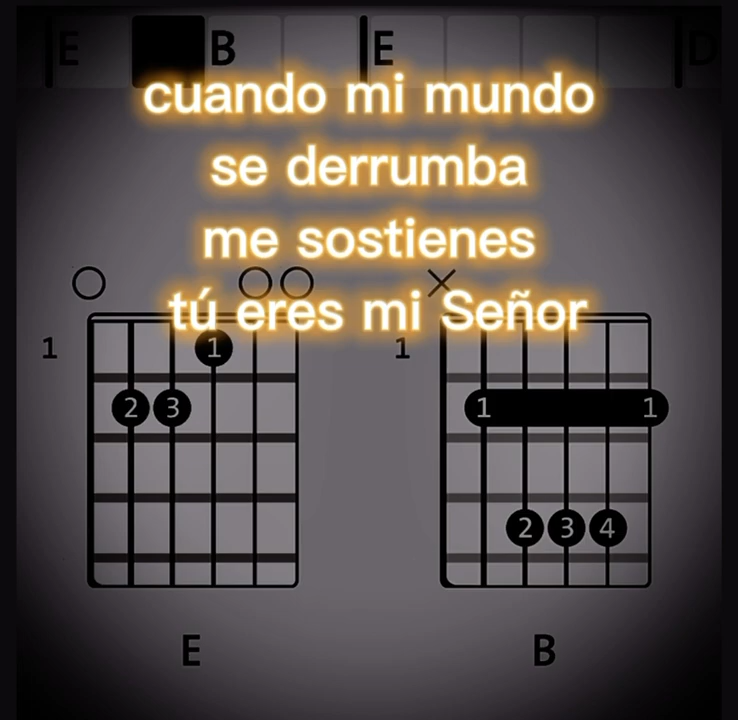 E B E D
cuando mi mundo
se derrumba
me sostienes
tú eres mi Señor
1 1 1
2 3 1 1
2 3 4
E B